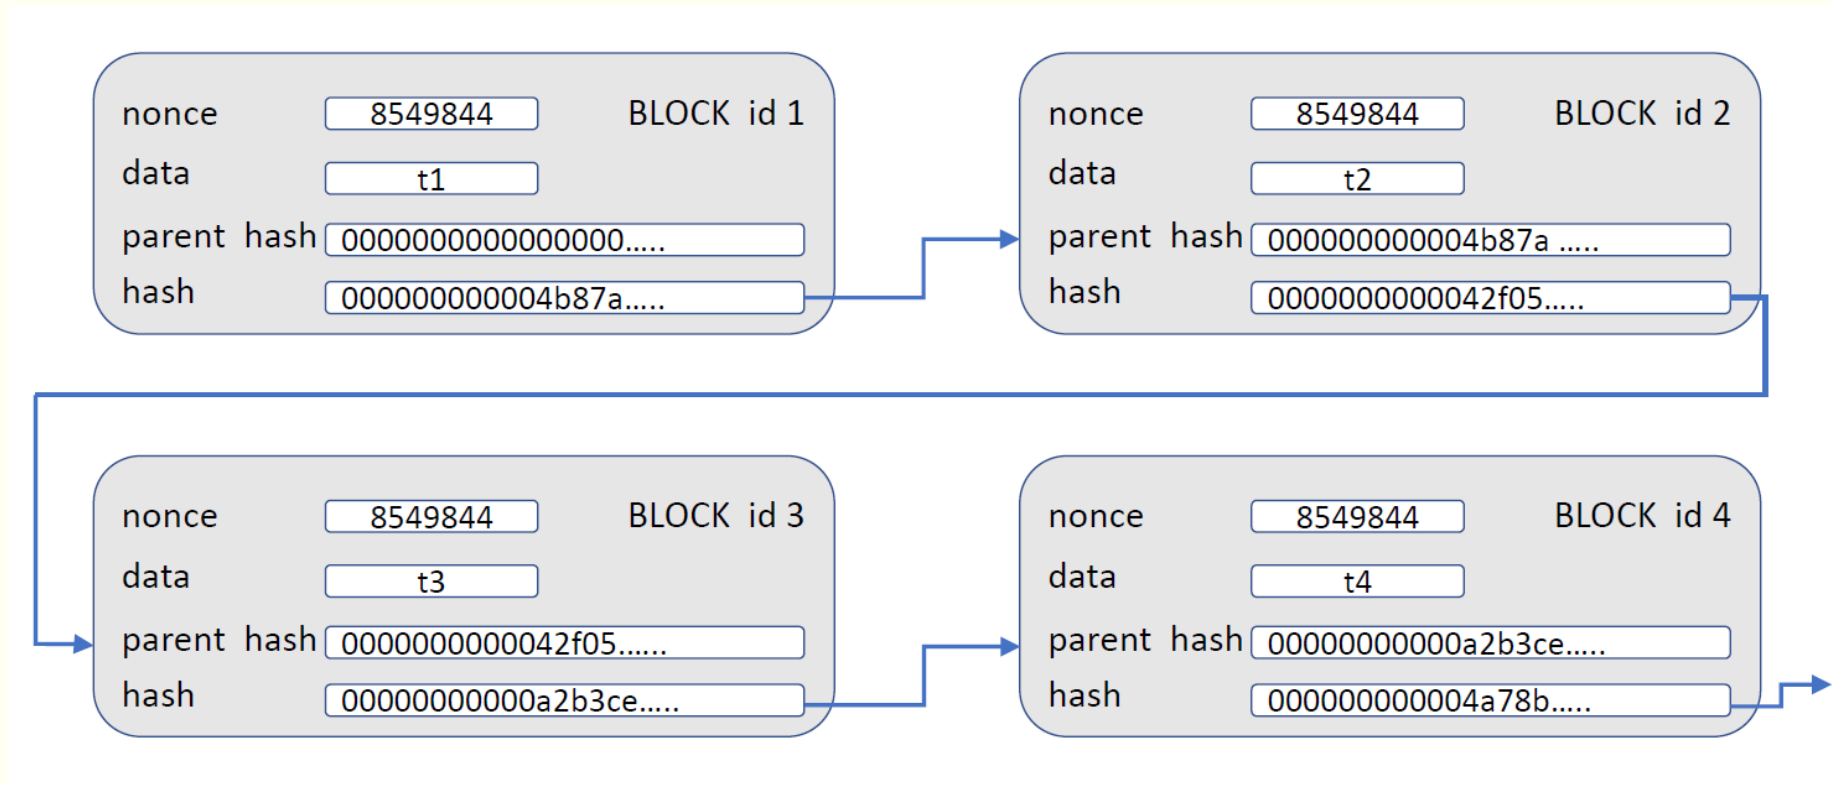 nonce 8549844 BLOCK id 1
data t1
parent hash 0000000000000000.....
hash 000000000004b87a.....
nonce 8549844 BLOCK id 2
data t2
parent hash 000000000004b87a .....
hash 0000000000042f05.....
nonce 8549844 BLOCK id 3
data t3
parent hash 0000000000042f05......
hash 00000000000a2b3ce.....
nonce 8549844 BLOCK id 4
data t4
parent hash 00000000000a2b3ce.....
hash 000000000004a78b.....